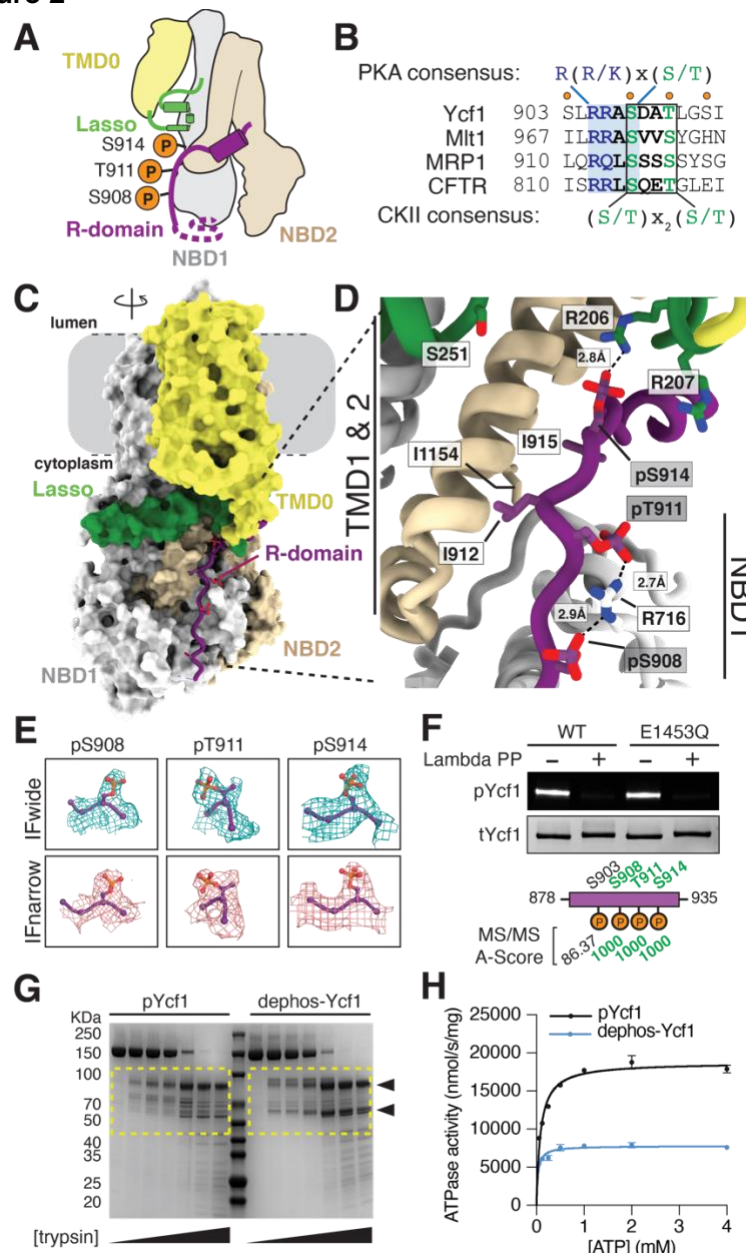 A
TMD0
Lasso
S914
P
T911
P
S908
P
R-domain
NBD1
NBD2
B
PKA consensus: R(R/K)x(S/T)
Ycf1 903 SLRRASDATLGSI
Mlt1 967 ILRRASVVSYGHN
MRP1 910 LQRQLSSSSSYSG
CFTR 810 ISRRLSQETGLEI
CKII consensus: (S/T)x2(S/T)
C
lumen
cytoplasm
Lasso
TMD0
R-domain
NBD2
NBD1
D
TMD1 & 2
NBD1
S251
R206
2.8Å
R207
I1154
I915
pS914
pT911
I912
2.7Å
2.9Å
R716
pS908
E
pS908 pT911 pS914
IFwide
IFnarrow
F
WT E1453Q
Lambda PP – + – +
pYcf1
tYcf1
S903 S908 T911 S914
878 935
P P P P
MS/MS
A-Score
86.37 1000 1000 1000
G
pYcf1 dephos-Ycf1
KDa
250
150
100
70
50
40
35
25
20
[trypsin]
H
pYcf1
dephos-Ycf1
ATPase activity (nmol/s/mg)
25000
20000
15000
10000
5000
0
0 1 2 3 4
[ATP] (mM)